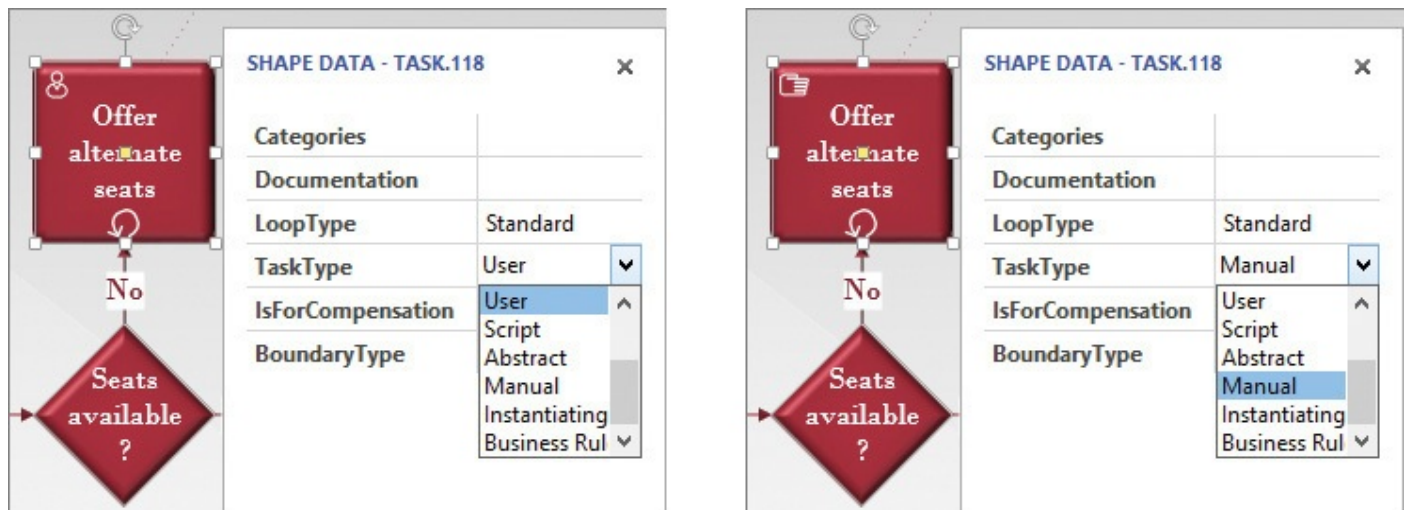 SHAPE DATA - TASK.118
Offer
alternate
seats
Categories
Documentation
LoopType Standard
TaskType User
IsForCompensation
BoundaryType
User
Script
Abstract
Manual
Instantiating
Business Rul
No
Seats
available
?
SHAPE DATA - TASK.118
Offer
alternate
seats
Categories
Documentation
LoopType Standard
TaskType Manual
IsForCompensation
BoundaryType
User
Script
Abstract
Manual
Instantiating
Business Rul
No
Seats
available
?